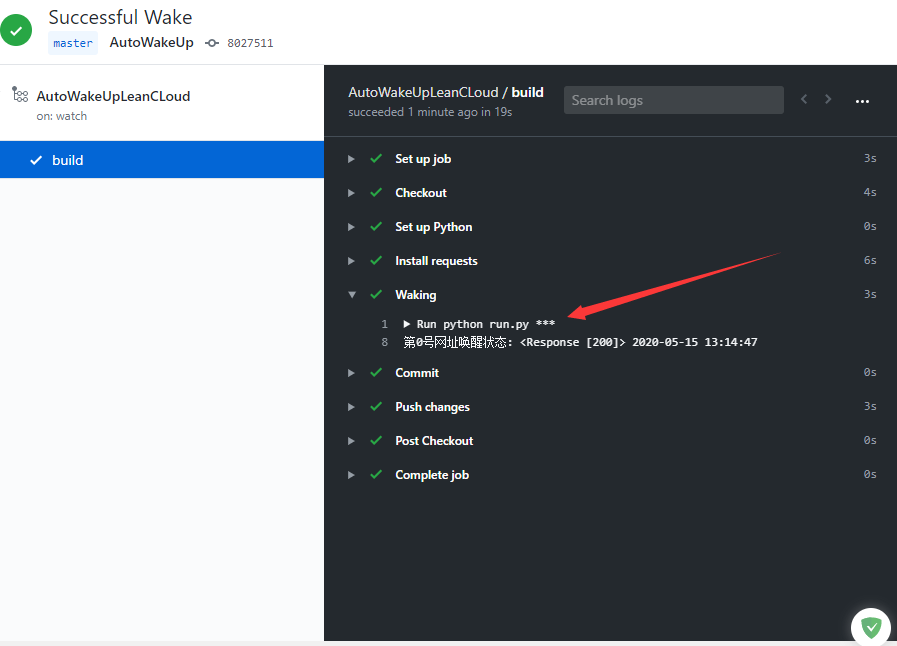 Successful Wake
master AutoWakeUp 8027511
AutoWakeUpLeanCLoud
on: watch
build
AutoWakeUpLeanCLoud / build
succeeded 1 minute ago in 19s
Search logs
Set up job 3s
Checkout 4s
Set up Python 0s
Install requests 6s
Waking 3s
1 Run python run.py ***
8 第0号网址唤醒状态: <Response [200]> 2020-05-15 13:14:47
Commit 0s
Push changes 3s
Post Checkout 0s
Complete job 0s